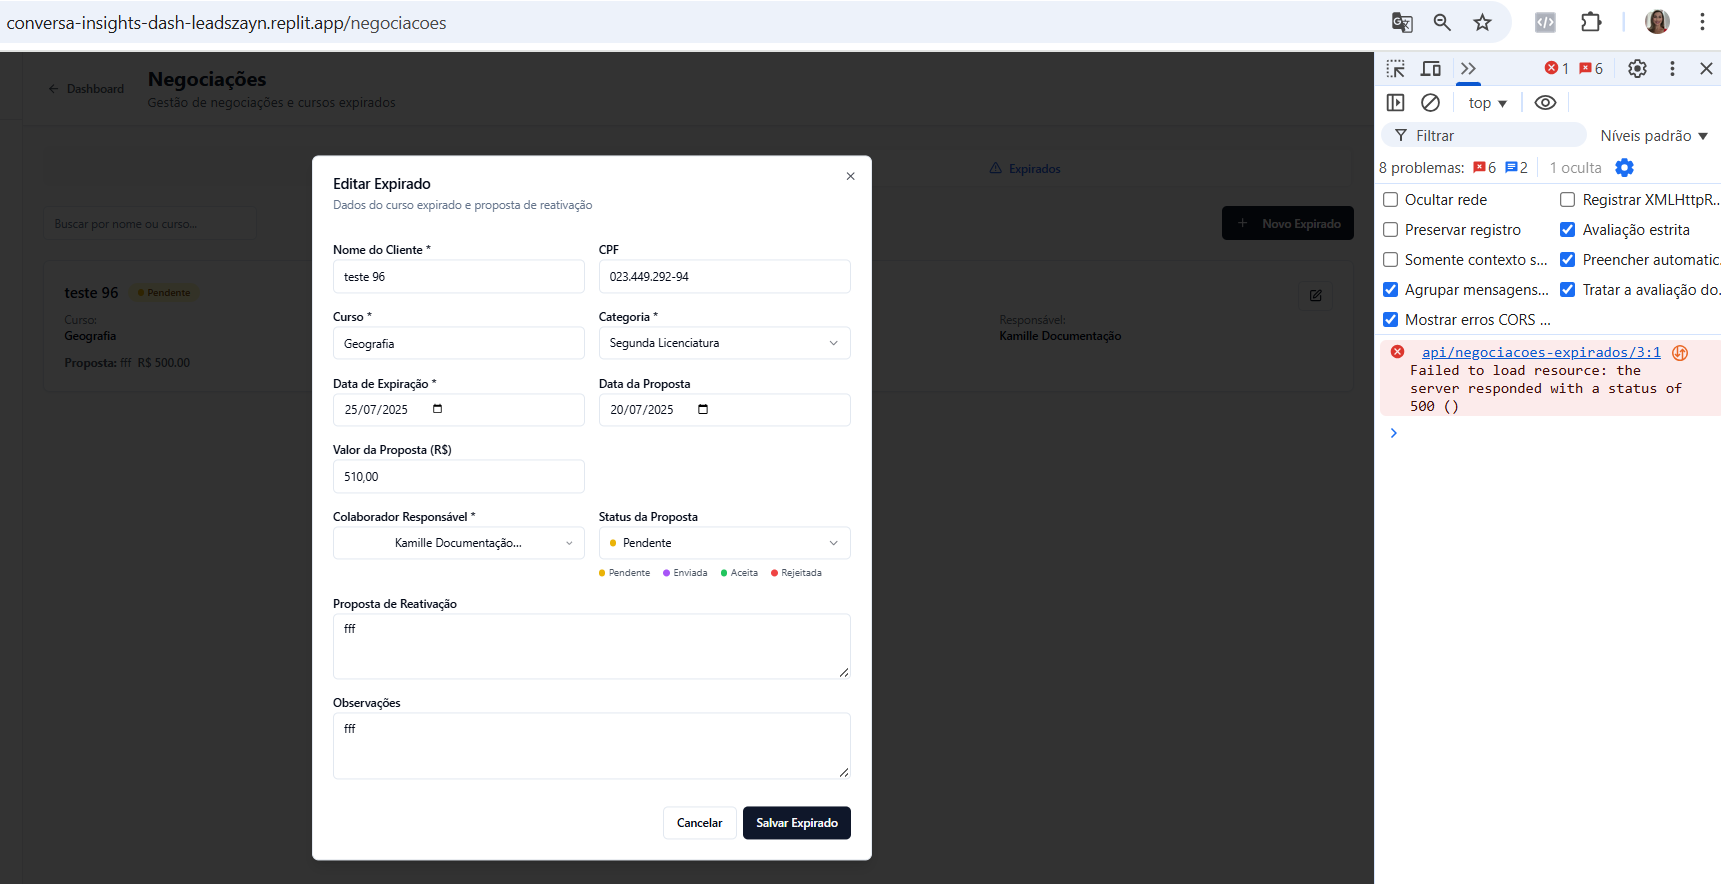 conversa-insights-dash-leadszayn.replit.app/negociacoes
Dashboard
Negociações
Gestão de negociações e cursos expirados
Expirados
Buscar por nome ou curso...
Novo Expirado
teste 96
Pendente
Curso:
Geografia
Proposta: fff R$ 500.00
Responsável:
Kamille Documentação
Editar Expirado
Dados do curso expirado e proposta de reativação
Nome do Cliente *
CPF
teste 96
023.449.292-94
Curso *
Categoria *
Geografia
Segunda Licenciatura
Data de Expiração *
Data da Proposta
25/07/2025
20/07/2025
Valor da Proposta (R$)
510,00
Colaborador Responsável *
Status da Proposta
Kamille Documentação...
Pendente
Pendente Enviada Aceita Rejeitada
Proposta de Reativação
fff
Observações
fff
Cancelar
Salvar Expirado
1 6
top
Filtrar
Níveis padrão
8 problemas: 6 2 1 oculta
Ocultar rede
Registrar XMLHttpR...
Preservar registro
Avaliação estrita
Somente contexto s...
Preencher automatic...
Agrupar mensagens...
Tratar a avaliação do...
Mostrar erros CORS ...
api/negociacoes-expirados/3:1
Failed to load resource: the
server responded with a status of
500 ()